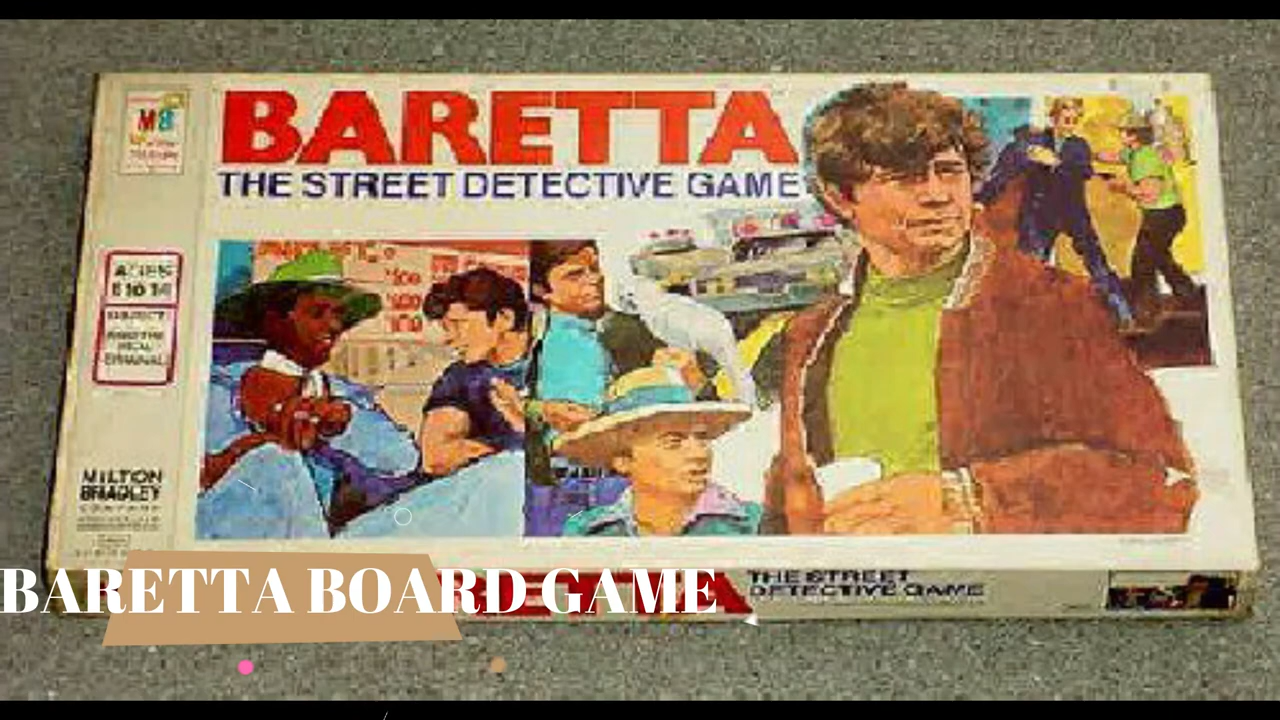 BARETTA
THE STREET DETECTIVE GAME
MB
AGES
8 TO 14
MILTON
BRADLEY
COMPANY
BARETTA BOARD GAME
THE STREET
DETECTIVE GAME